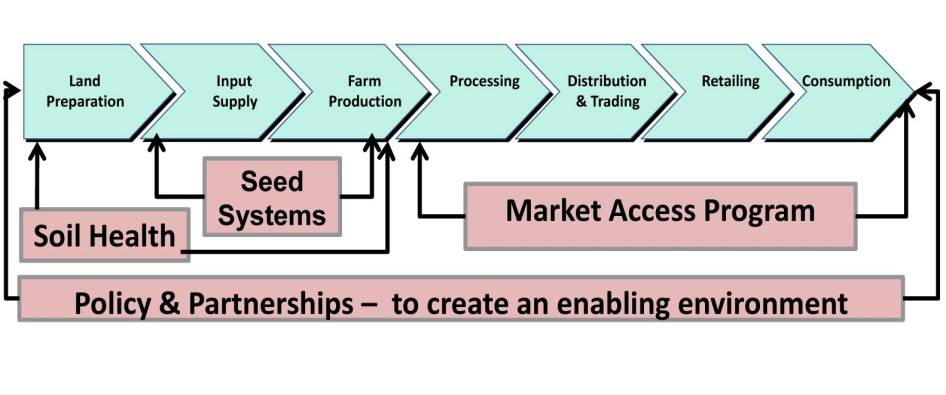 Land
Preparation
Input
Supply
Farm
Production
Processing
Distribution
& Trading
Retailing
Consumption
Seed
Systems
Market Access Program
Soil Health
Policy & Partnerships – to create an enabling environment